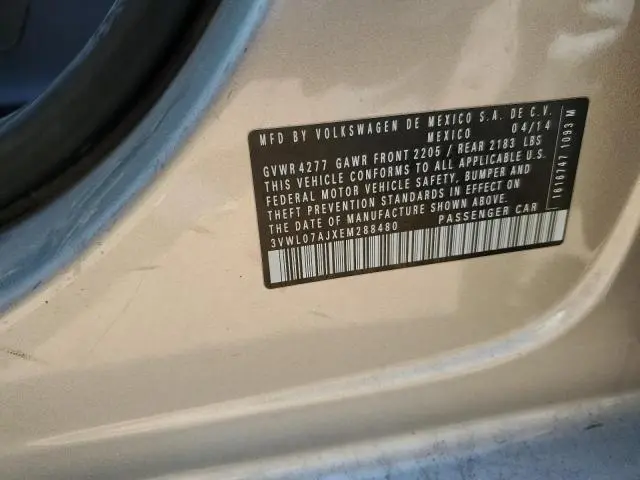 MFD BY VOLKSWAGEN DE MEXICO S.A. DE C.V.
MEXICO 04/14
GVWR 4277 GAWR FRONT 2205 / REAR 2183 LBS
THIS VEHICLE CONFORMS TO ALL APPLICABLE U.S.
FEDERAL MOTOR VEHICLE SAFETY, BUMPER AND
THEFT PREVENTION STANDARDS IN EFFECT ON
THE DATE OF MANUFACTURE SHOWN ABOVE.
3VWL07AJXEM288480 PASSENGER CAR
1610747 1093 M